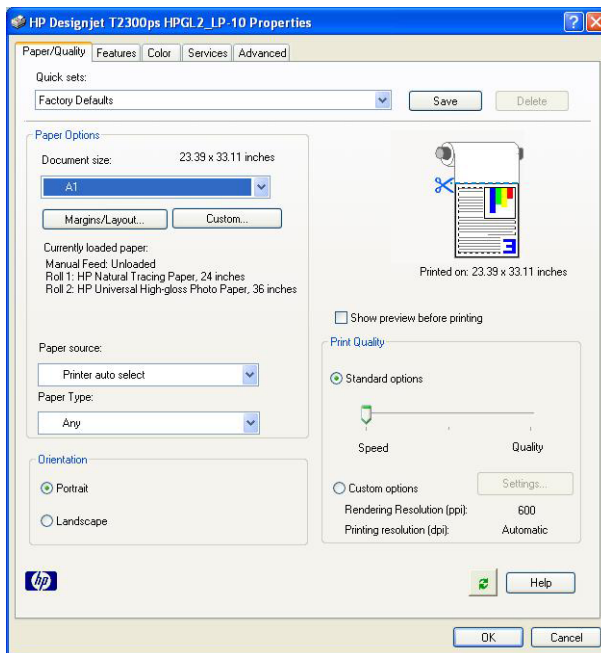 HP Designjet T2300ps HPGL2_LP-10 Properties
Paper/Quality Features Color Services Advanced
Quick sets:
Factory Defaults
Save
Delete
Paper Options
Document size: 23.39 x 33.11 inches
A1
Margins/Layout... Custom...
Currently loaded paper:
Manual Feed: Unloaded
Roll 1: HP Natural Tracing Paper, 24 inches
Roll 2: HP Universal High-gloss Photo Paper, 36 inches
Paper source:
Printer auto select
Paper Type:
Any
Orientation
Portrait
Landscape
3
Printed on: 23.39 x 33.11 inches
Show preview before printing
Print Quality
Standard options
Speed Quality
Custom options Settings...
Rendering Resolution (ppi): 600
Printing resolution (dpi): Automatic
hp
Help
OK Cancel